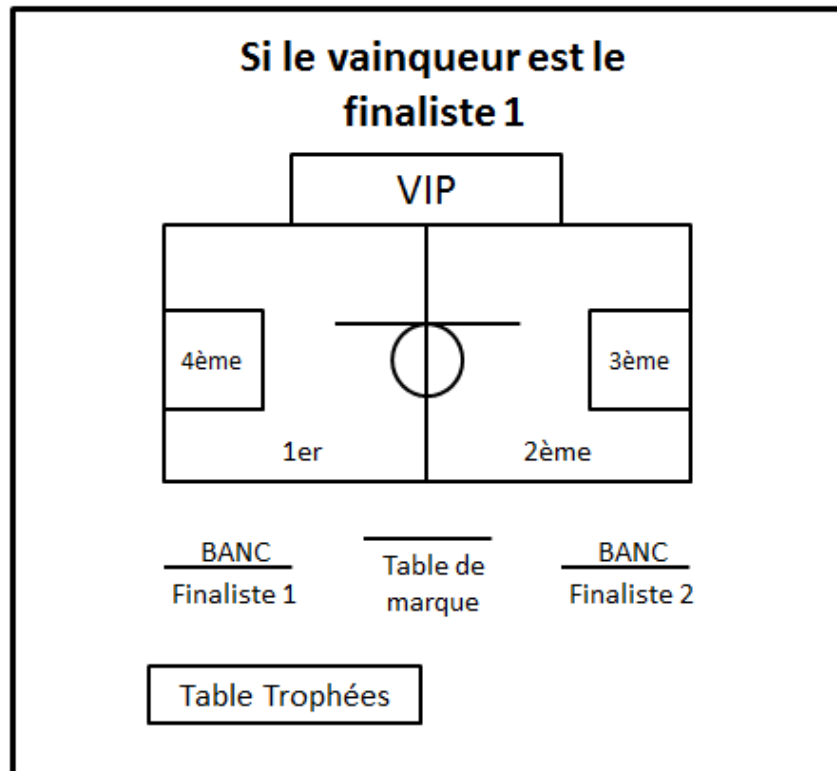 Si le vainqueur est le
finaliste 1
VIP
4ème
3ème
1er
2ème
BANC
Finaliste 1
Table de
marque
BANC
Finaliste 2
Table Trophées